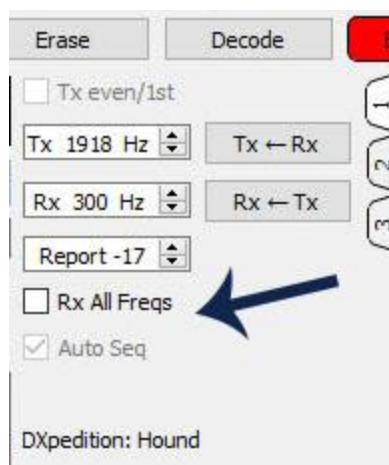 Erase Decode
Tx even/1st
Tx 1918 Hz Tx ← Rx
Rx 300 Hz Rx ← Tx
Report -17
Rx All Freqs
Auto Seq
DXpedition: Hound
1
2
3